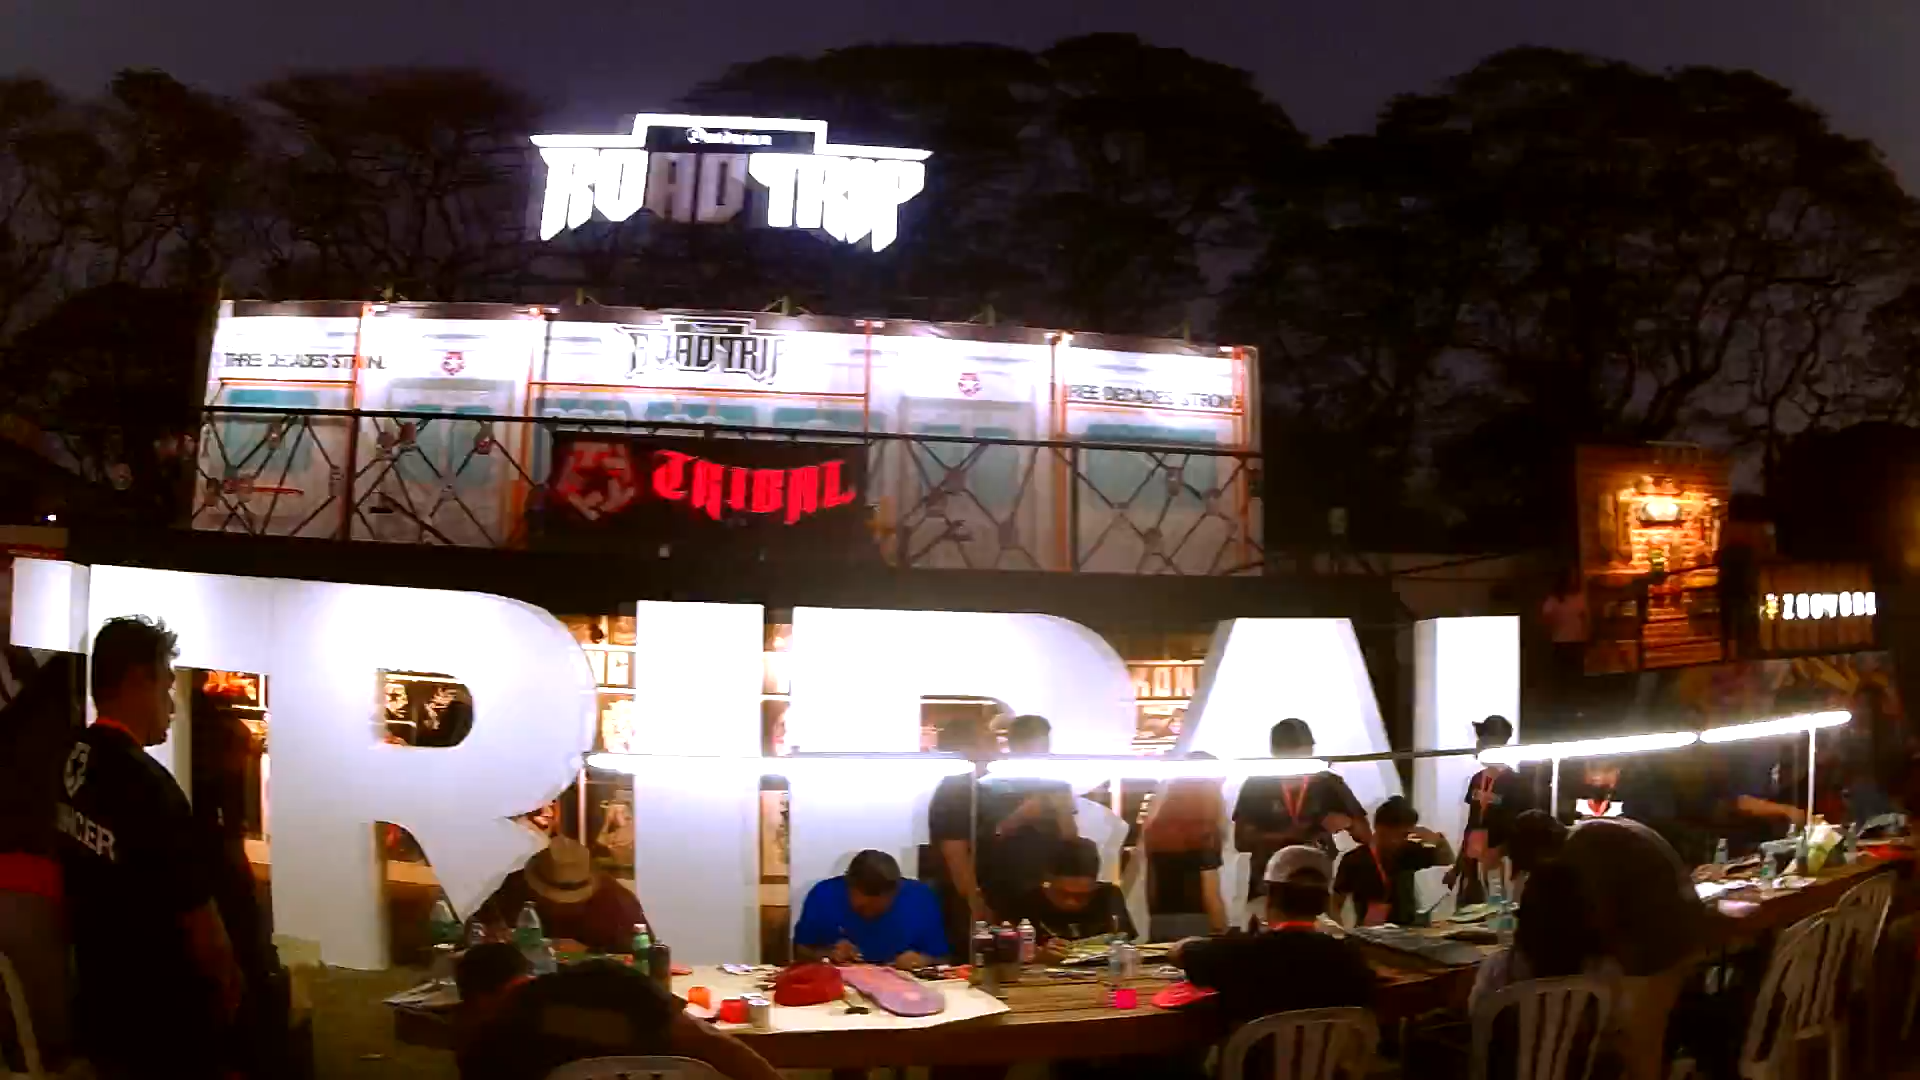 ROAD TRIP
THREE DECADES STRONG
ROAD TRIP
THREE DECADES STRONG
TRIBAL
TRIBAL